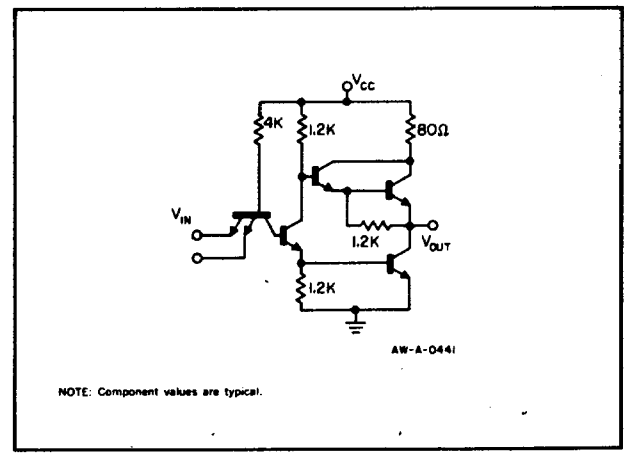 VCC
4K
1.2K
80Ω
VIN
1.2K
VOUT
1.2K
AW-A-0441
NOTE: Component values are typical.